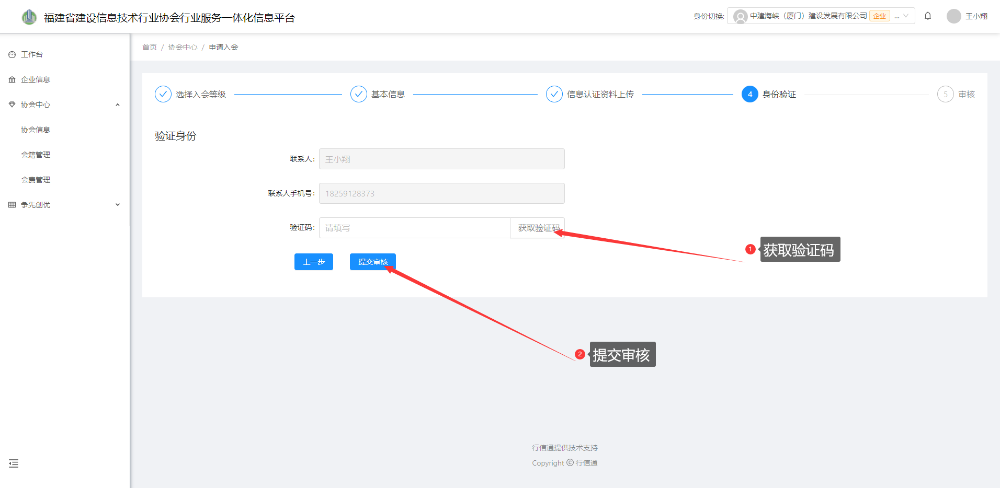 福建省建设信息技术行业协会行业服务一体化信息平台
身份切换: 中建海峡（厦门）建设发展有限公司 企业 ... 王小翔
首页 / 协会中心 / 申请入会
工作台
企业信息
协会中心
协会信息
会籍管理
会费管理
争先创优
选择入会等级 基本信息 信息认证资料上传 4 身份验证 5 审核
验证身份
联系人: 王小翔
联系人手机号: 18259128373
验证码: 请填写 获取验证码
1 获取验证码
上一步 提交审核
2 提交审核
行信通提供技术支持
Copyright © 行信通